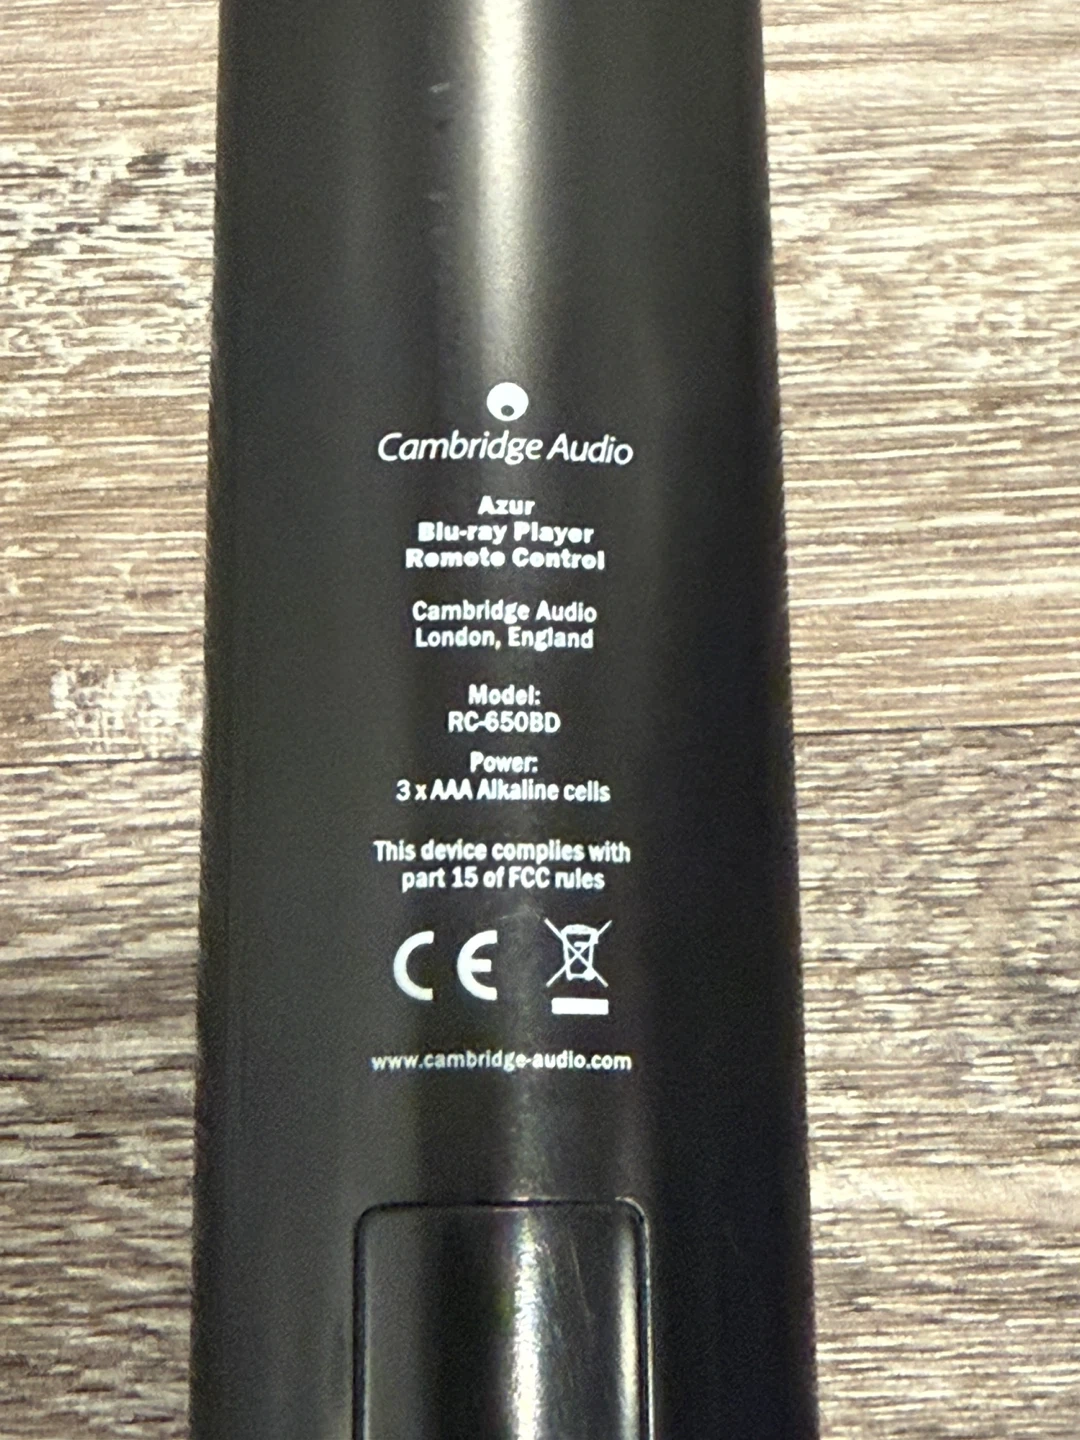 Cambridge Audio
Azur
Blu-ray Player
Remote Control
Cambridge Audio
London, England
Model:
RC-650BD
Power:
3 x AAA Alkaline cells
This device complies with
part 15 of FCC rules
CE
www.cambridge-audio.com